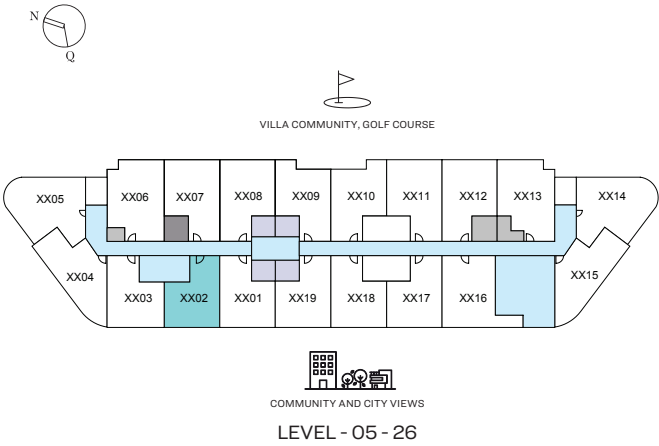 N
Q
VILLA COMMUNITY, GOLF COURSE
XX05 XX06 XX07 XX08 XX09 XX10 XX11 XX12 XX13 XX14
XX04 XX03 XX02 XX01 XX19 XX18 XX17 XX16 XX15
COMMUNITY AND CITY VIEWS
LEVEL - 05 - 26